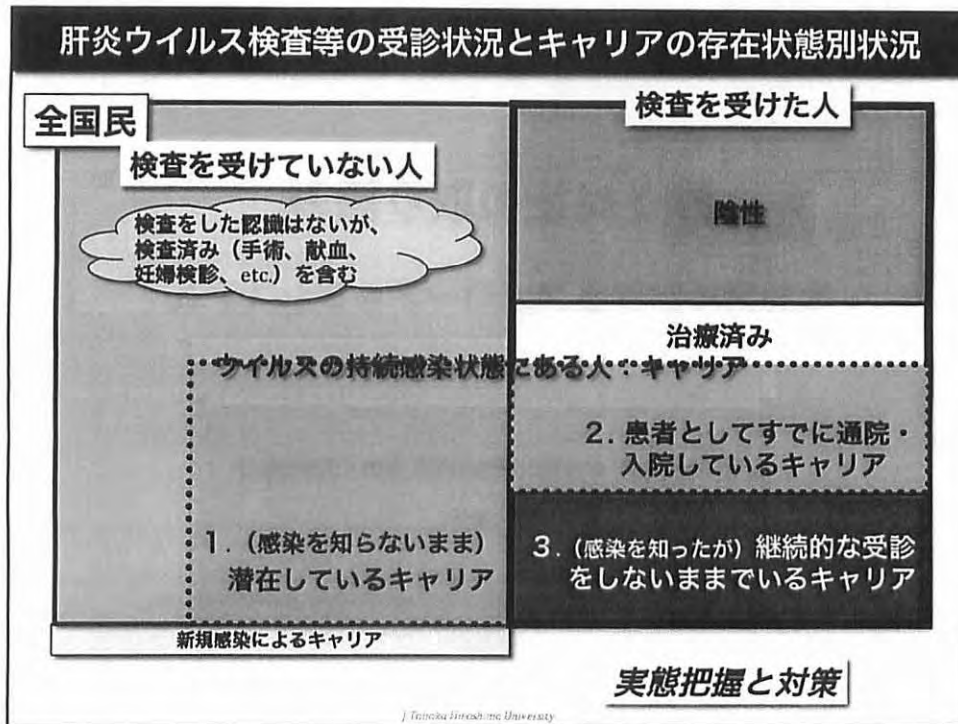 肝炎ウイルス検査等の受診状況とキャリアの存在状態別状況
全国民
検査を受けていない人
検査をした認識はないが、
検査済み（手術、献血、
妊婦検診、etc.）を含む
検査を受けた人
陰性
治療済み
ウイルスの持続感染状態にある人：キャリア
2. 患者としてすでに通院・
入院しているキャリア
1.（感染を知らないまま）
潜在しているキャリア
3.（感染を知ったが）継続的な受診
をしないままでいるキャリア
新規感染によるキャリア
実態把握と対策
J Tanaka Hiroshima University